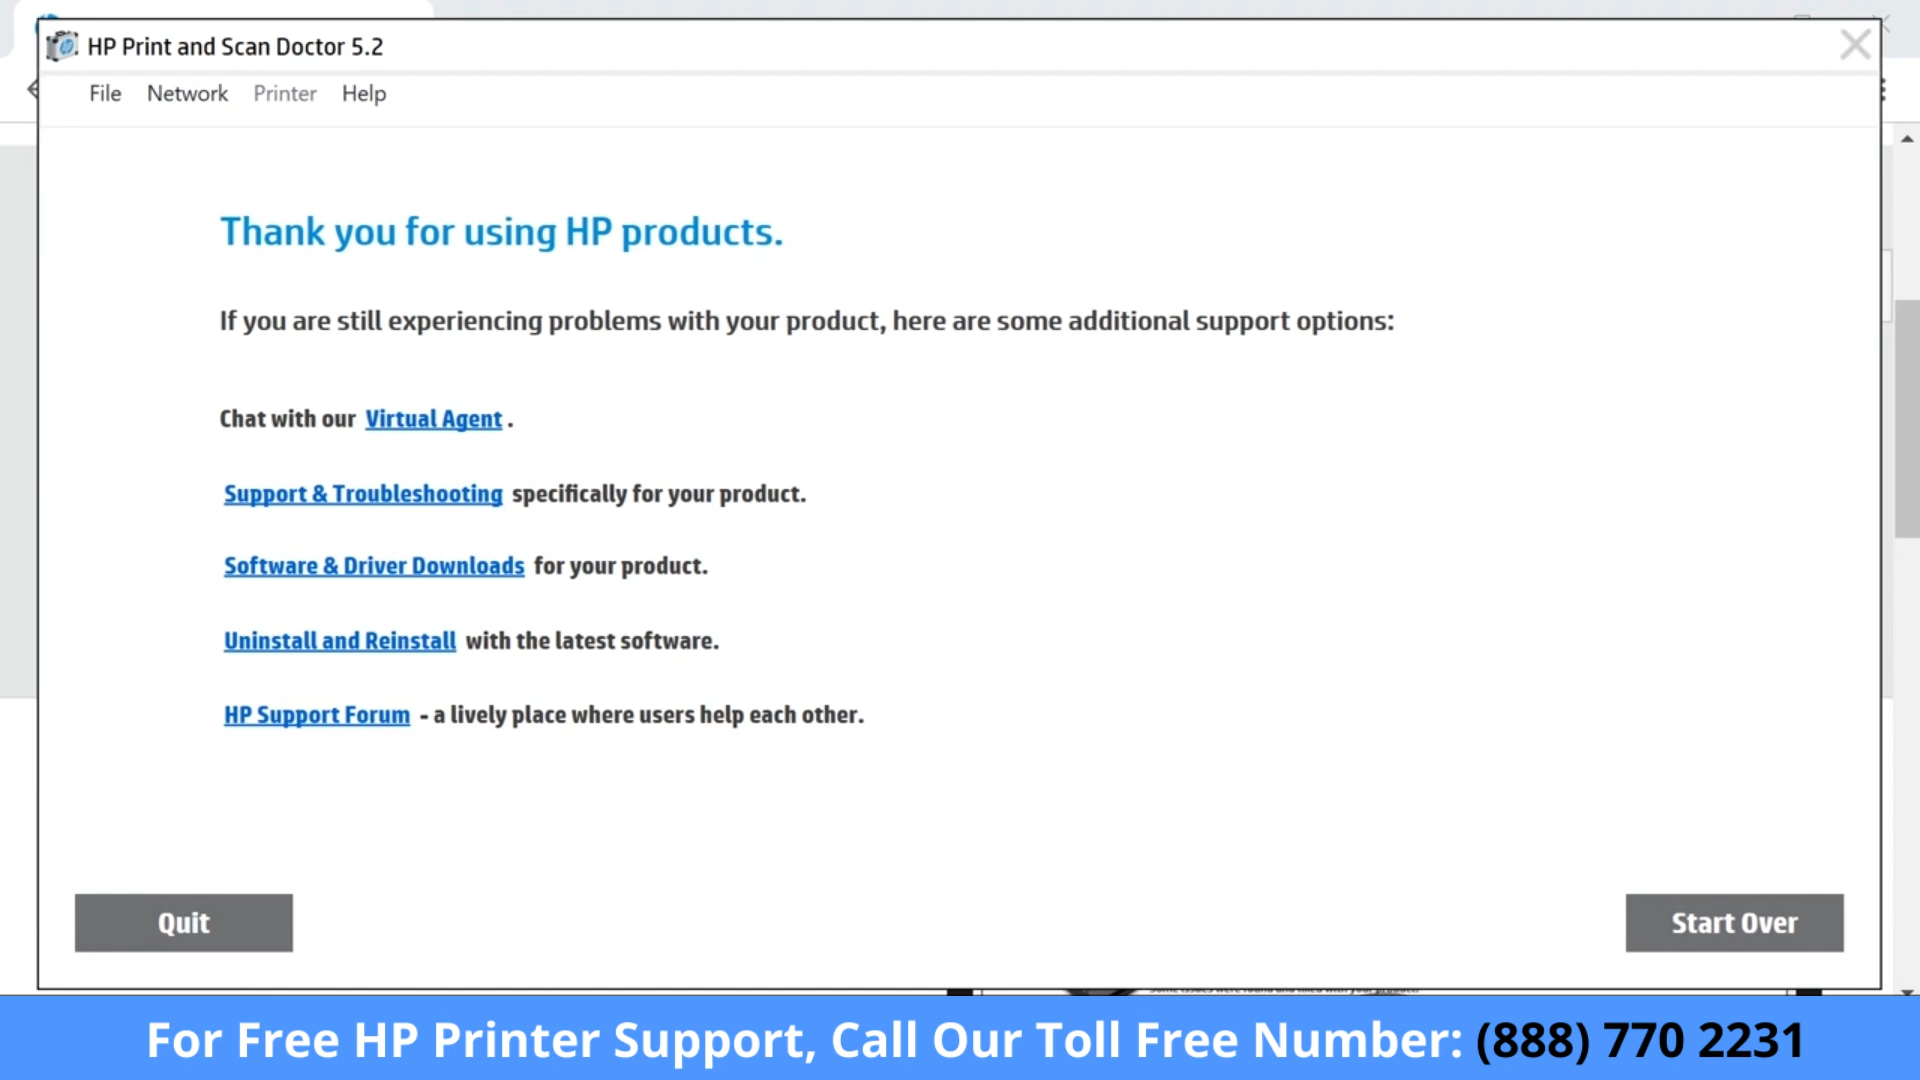 HP Print and Scan Doctor 5.2
File Network Printer Help
Thank you for using HP products.
If you are still experiencing problems with your product, here are some additional support options:
Chat with our Virtual Agent .
Support & Troubleshooting specifically for your product.
Software & Driver Downloads for your product.
Uninstall and Reinstall with the latest software.
HP Support Forum - a lively place where users help each other.
Quit
Start Over
For Free HP Printer Support, Call Our Toll Free Number: (888) 770 2231